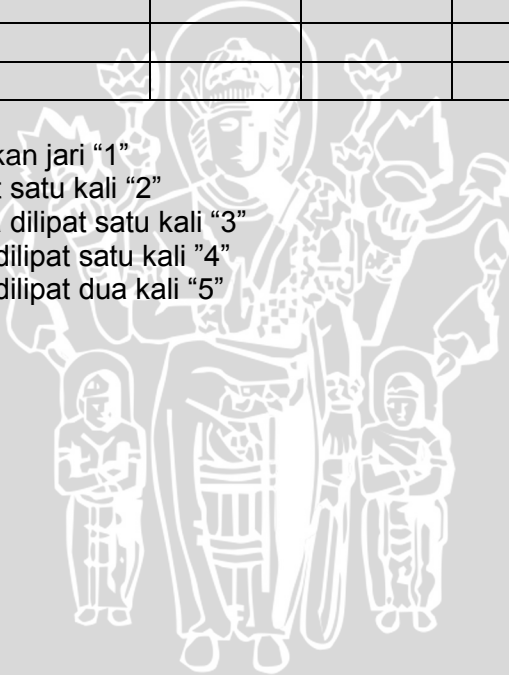 kan jari “1”
t satu kali “2”
dilipat satu kali “3”
dilipat satu kali ”4”
dilipat dua kali “5”